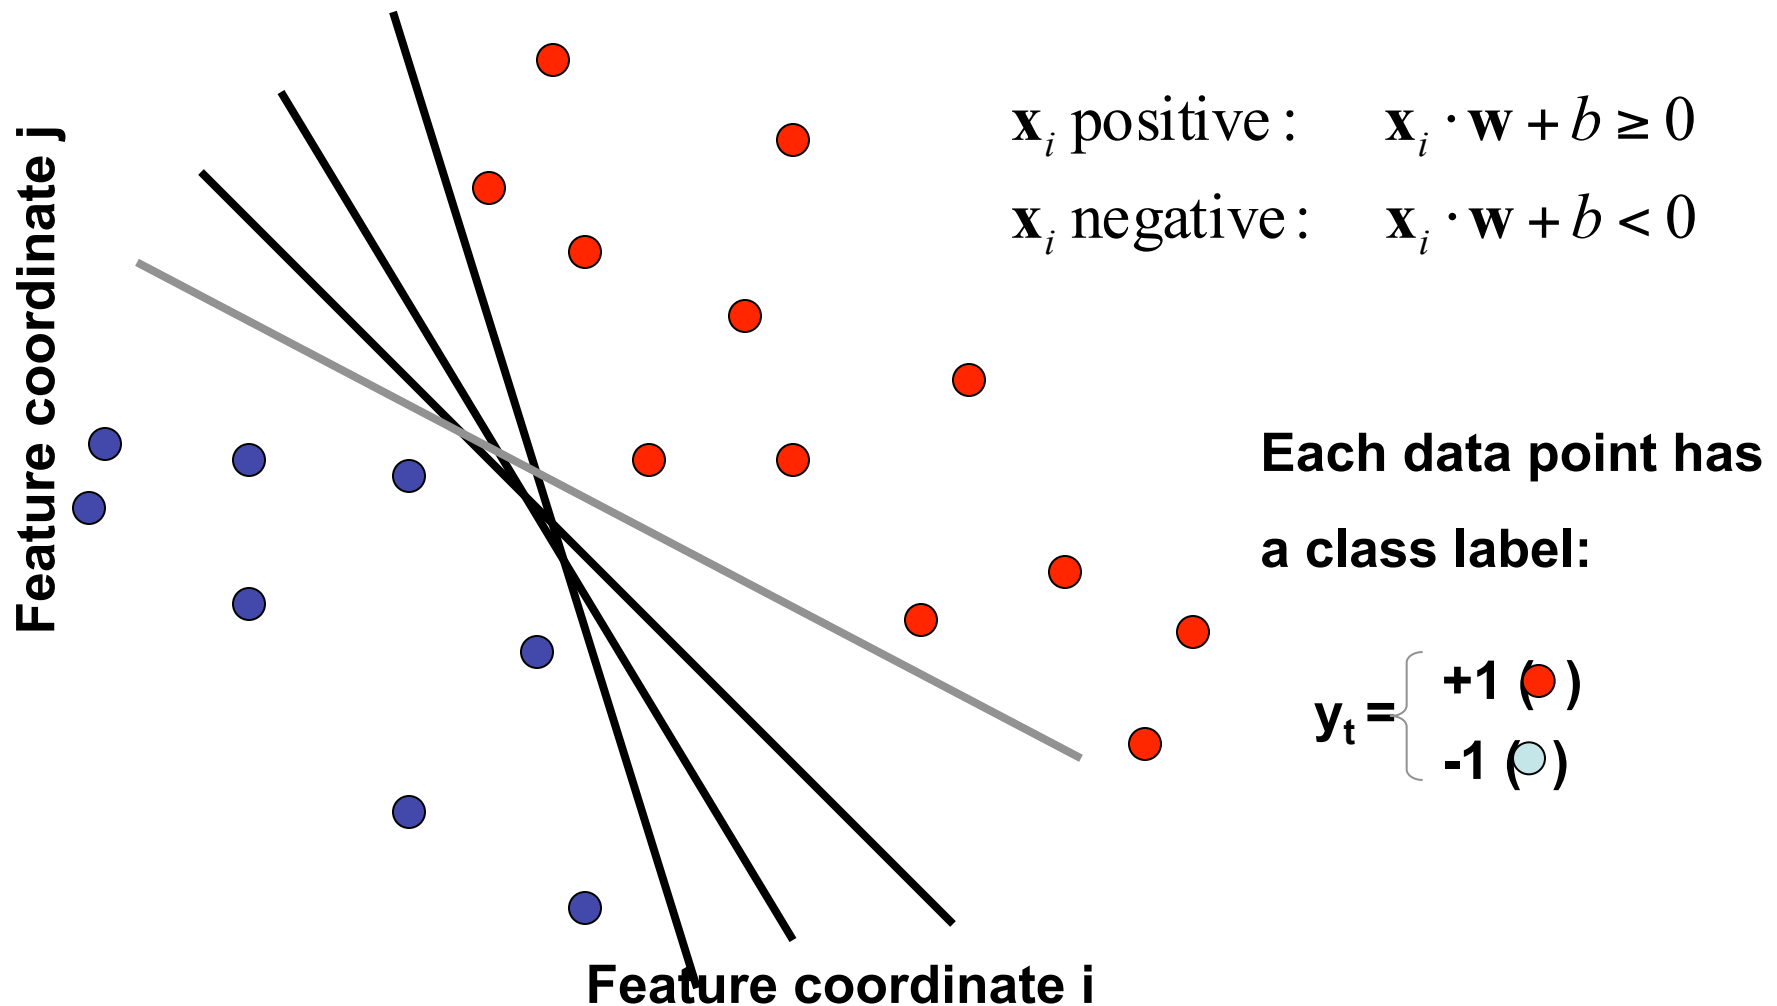 Feature coordinate j
𝐱ᵢ positive : 𝐱ᵢ · 𝐰 + b ≥ 0
𝐱ᵢ negative : 𝐱ᵢ · 𝐰 + b < 0
Each data point has
a class label:
yₜ =
+1 ( )
-1 ( )
Feature coordinate i